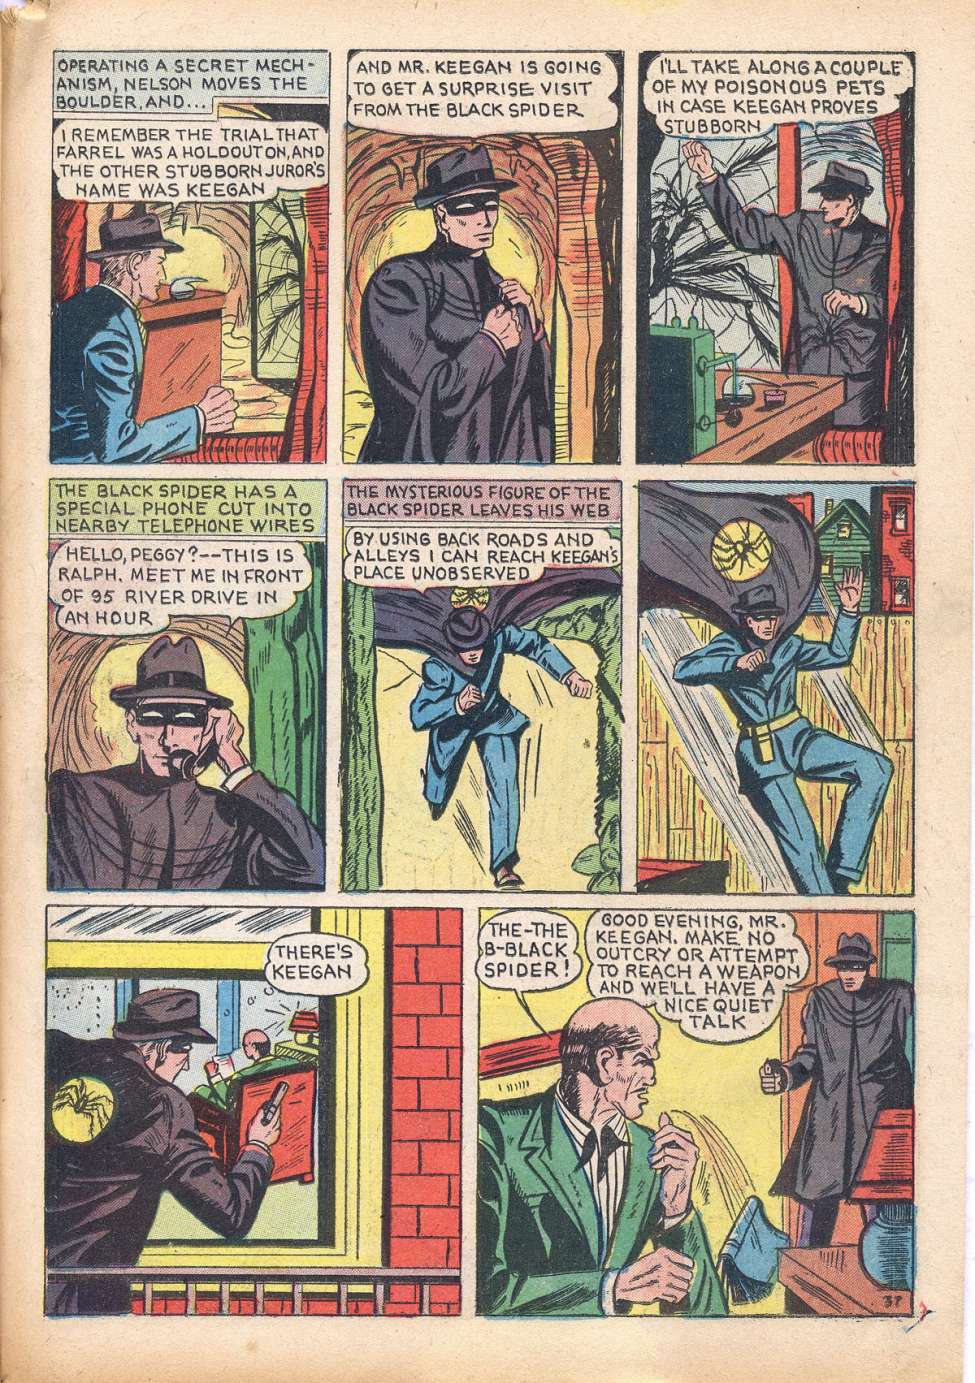 OPERATING A SECRET MECH-
ANISM, NELSON MOVES THE
BOULDER, AND...
I REMEMBER THE TRIAL THAT
FARREL WAS A HOLDOUT ON, AND
THE OTHER STUBBORN JUROR'S
NAME WAS KEEGAN
AND MR. KEEGAN IS GOING
TO GET A SURPRISE VISIT
FROM THE BLACK SPIDER
I'LL TAKE ALONG A COUPLE
OF MY POISONOUS PETS
IN CASE KEEGAN PROVES
STUBBORN
THE BLACK SPIDER HAS A
SPECIAL PHONE CUT INTO
NEARBY TELEPHONE WIRES
HELLO, PEGGY?--THIS IS
RALPH. MEET ME IN FRONT
OF 95 RIVER DRIVE IN
AN HOUR
THE MYSTERIOUS FIGURE OF THE
BLACK SPIDER LEAVES HIS WEB
BY USING BACK ROADS AND
ALLEYS I CAN REACH KEEGAN'S
PLACE UNOBSERVED
THERE'S
KEEGAN
THE-THE
B-BLACK
SPIDER!
GOOD EVENING, MR.
KEEGAN. MAKE NO
OUTCRY OR ATTEMPT
TO REACH A WEAPON
AND WE'LL HAVE A
NICE QUIET
TALK
37